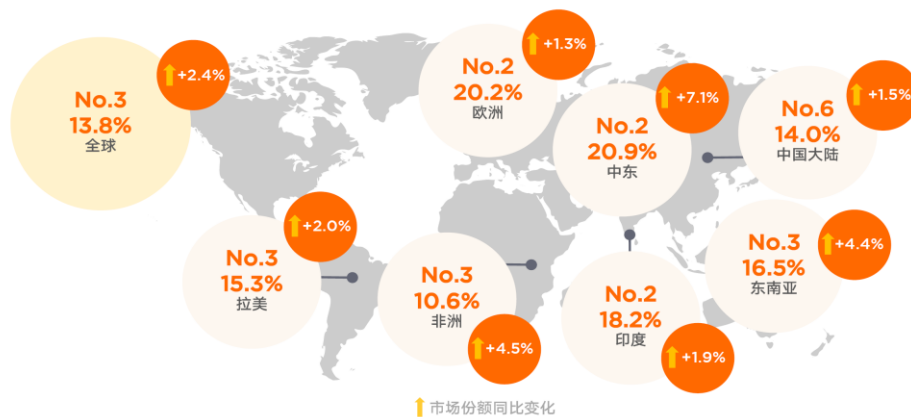 No.3
13.8%
全球
+2.4%
No.2
20.2%
欧洲
+1.3%
No.2
20.9%
中东
+7.1%
No.6
14.0%
中国大陆
+1.5%
No.3
15.3%
拉美
+2.0%
No.3
10.6%
非洲
+4.5%
No.2
18.2%
印度
+1.9%
No.3
16.5%
东南亚
+4.4%
市场份额同比变化